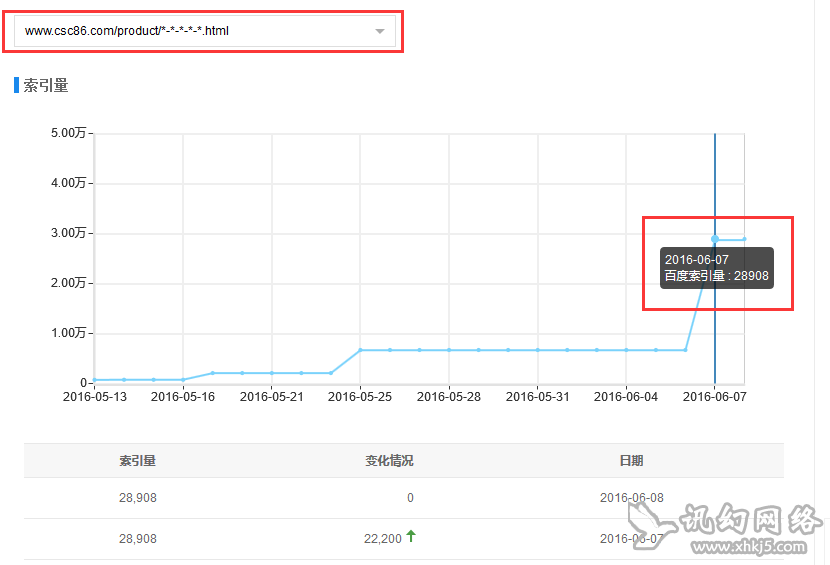 www.csc86.com/product/*-*-*-*-*.html
索引量
5.00万
4.00万
3.00万
2.00万
1.00万
0
2016-06-07
百度索引量 : 28908
2016-05-13 2016-05-16 2016-05-21 2016-05-25 2016-05-28 2016-05-31 2016-06-04 2016-06-07
索引量 变化情况 日期
28,908 0 2016-06-08
28,908 22,200 2016-06-07
讯幻网络
www.xhkj5.com